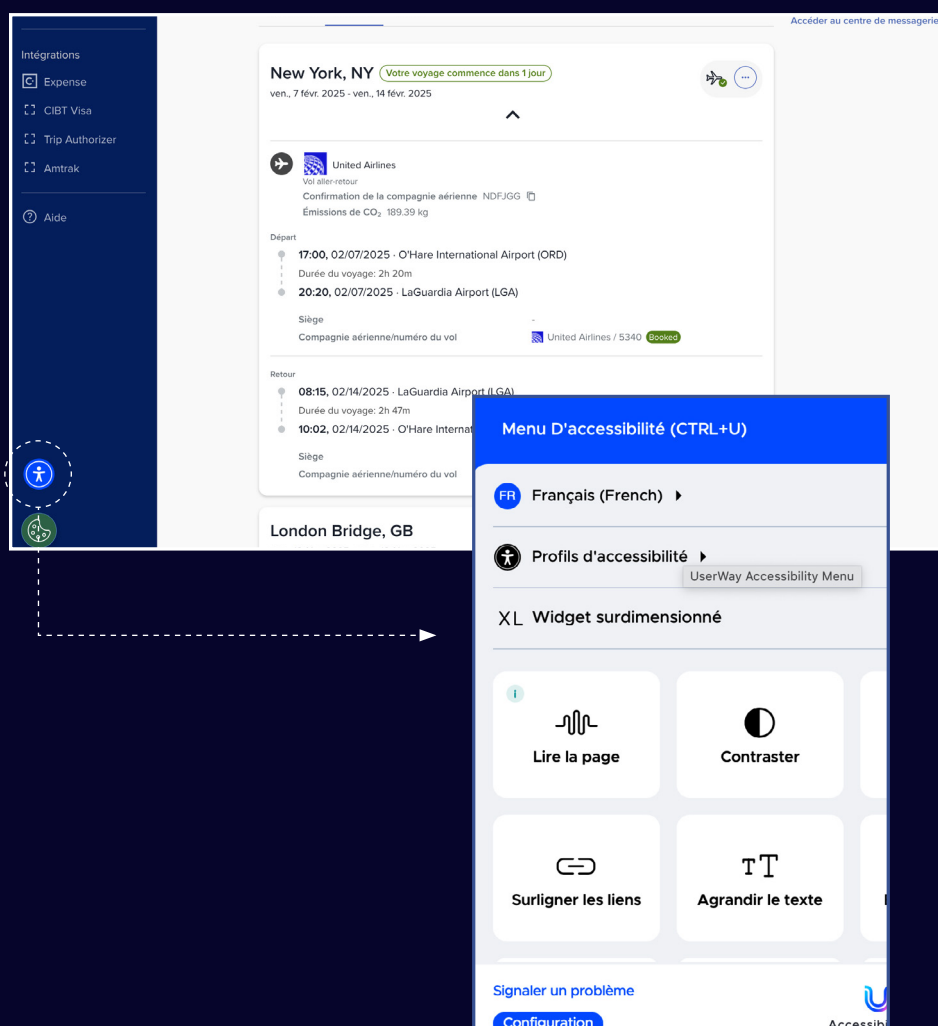 Accéder au centre de messagerie
Intégrations
Expense
CIBT Visa
Trip Authorizer
Amtrak
Aide
New York, NY Votre voyage commence dans 1 jour
ven., 7 févr. 2025 - ven., 14 févr. 2025
United Airlines
Vol aller-retour
Confirmation de la compagnie aérienne NDFJGG
Émissions de CO₂ 189.39 kg
Départ
17:00, 02/07/2025 · O'Hare International Airport (ORD)
Durée du voyage: 2h 20m
20:20, 02/07/2025 · LaGuardia Airport (LGA)
Siège -
Compagnie aérienne/numéro du vol United Airlines / 5340 Booked
Retour
08:15, 02/14/2025 · LaGuardia Airport (LGA)
Durée du voyage: 2h 47m
10:02, 02/14/2025 · O'Hare
Siège
Compagnie aérienne/numéro du vol
London Bridge, GB
Menu D'accessibilité (CTRL+U)
FR Français (French)
Profils d'accessibilité
UserWay Accessibility Menu
XL Widget surdimensionné
i
Lire la page
Contraster
Surligner les liens
Agrandir le texte
Signaler un problème
Configuration